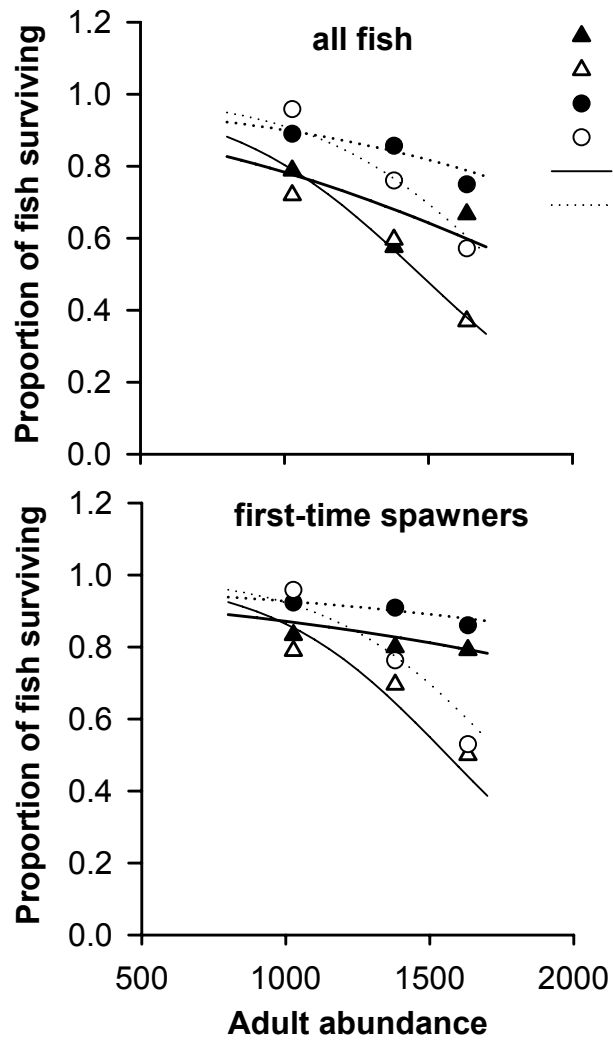 all fish
Proportion of fish surviving
1.2
1.0
0.8
0.6
0.4
0.2
0.0
first-time spawners
Proportion of fish surviving
1.2
1.0
0.8
0.6
0.4
0.2
0.0
500 1000 1500 2000
Adult abundance